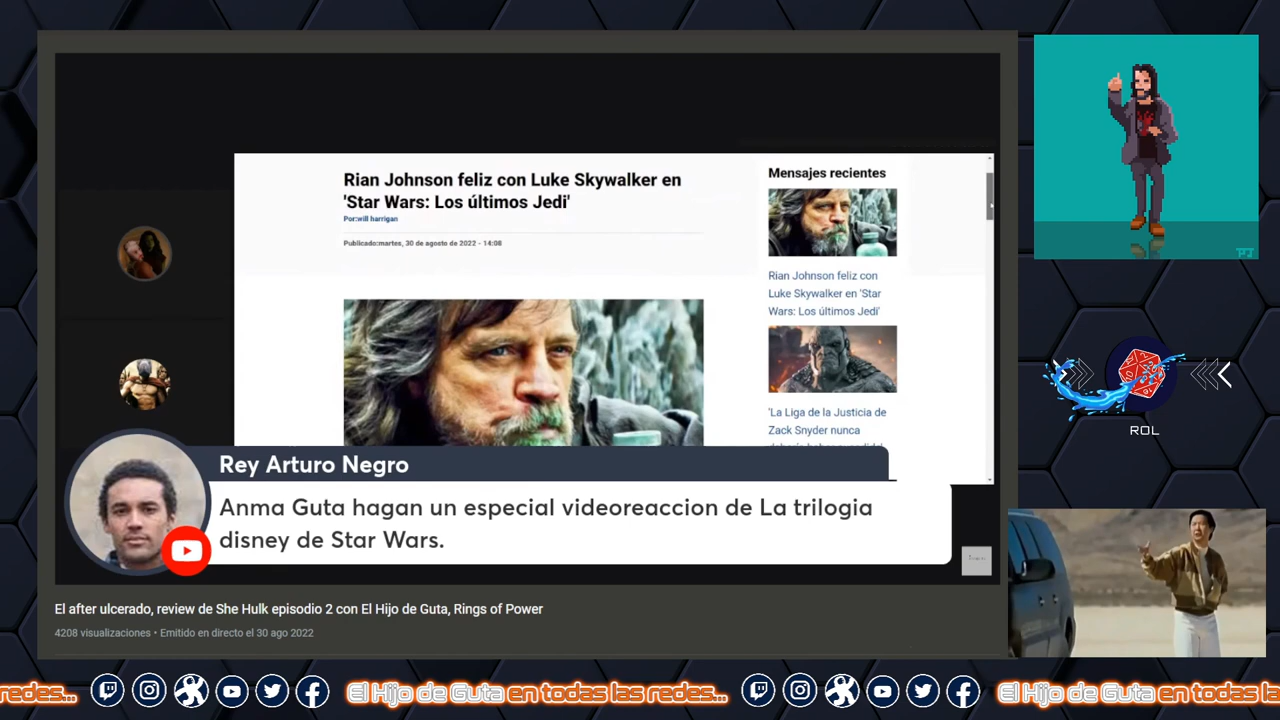 Rian Johnson feliz con Luke Skywalker en
'Star Wars: Los últimos Jedi'
Por:will harrigan
Publicado:martes, 30 de agosto de 2022 - 14:08
Mensajes recientes
Rian Johnson feliz con
Luke Skywalker en 'Star
Wars: Los últimos Jedi'
'La Liga de la Justicia de
Zack Snyder nunca
Rey Arturo Negro
Anma Guta hagan un especial videoreaccion de La trilogia
disney de Star Wars.
El after ulcerado, review de She Hulk episodio 2 con El Hijo de Guta, Rings of Power
4208 visualizaciones • Emitido en directo el 30 ago 2022
PJ
ROL
redes... El Hijo de Guta en todas las redes... El Hijo de Guta en todas la